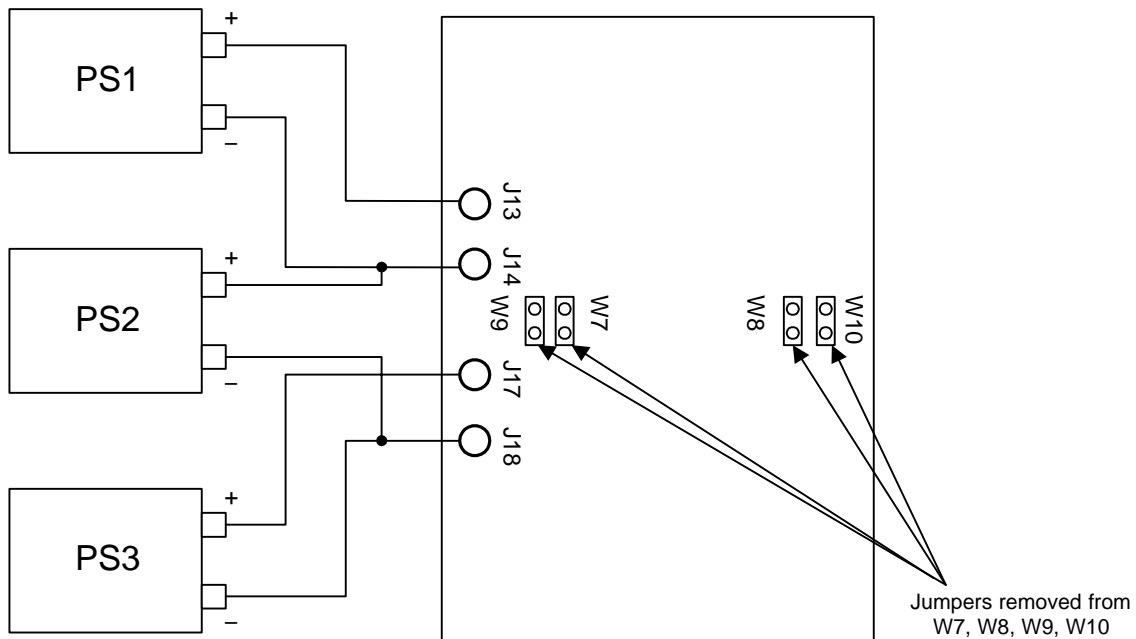 +
PS1
–
J13
J14
+
PS2
–
W9
W7
W8
W10
J17
J18
+
PS3
–
Jumpers removed from
W7, W8, W9, W10